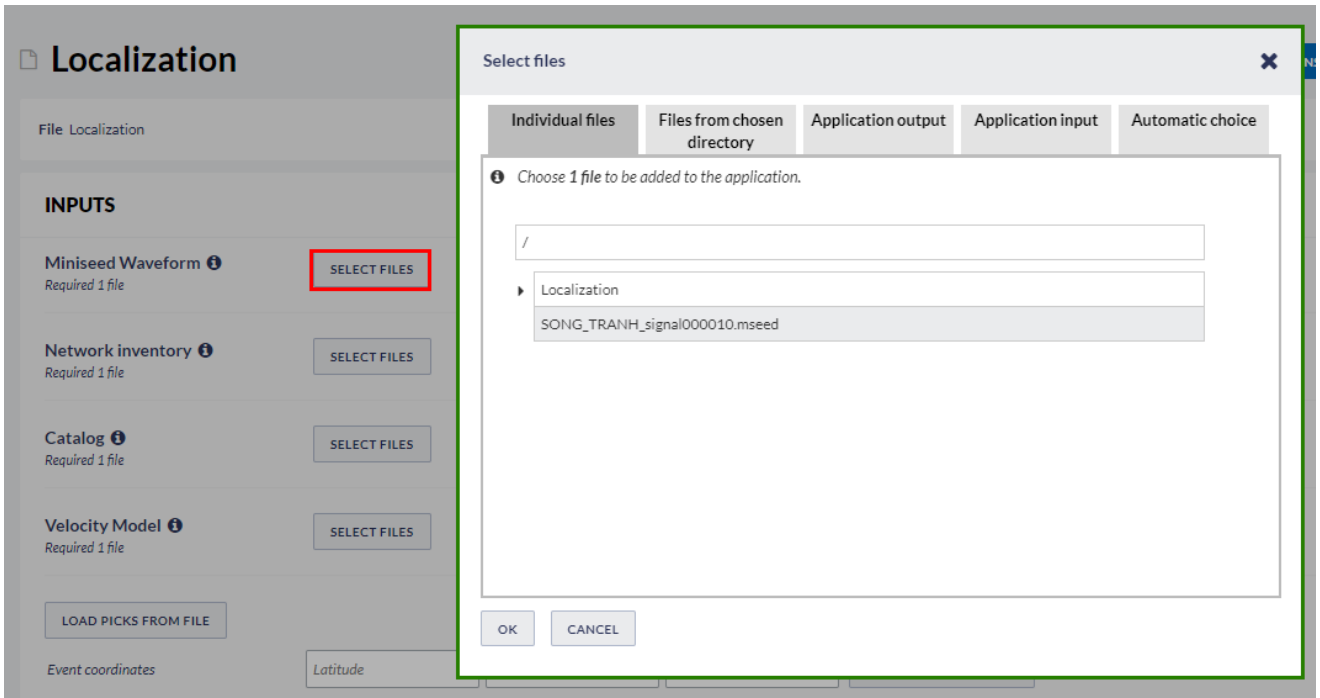 Localization
File Localization
INPUTS
Miniseed Waveform
Required 1 file
SELECT FILES
Network inventory
Required 1 file
SELECT FILES
Catalog
Required 1 file
SELECT FILES
Velocity Model
Required 1 file
SELECT FILES
LOAD PICKS FROM FILE
Event coordinates
Latitude
Select files
Individual files
Files from chosen
directory
Application output
Application input
Automatic choice
Choose 1 file to be added to the application.
/
Localization
SONG_TRANH_signal000010.mseed
OK
CANCEL